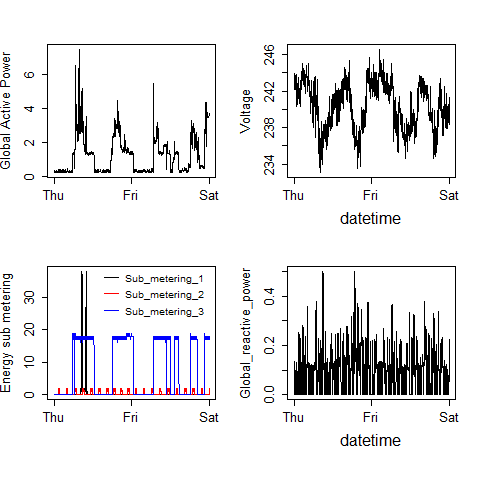 Global Active Power
0 2 4 6
Thu Fri Sat
Voltage
234 238 242 246
Thu Fri Sat
datetime
Energy sub metering
0 10 20 30
Sub_metering_1
Sub_metering_2
Sub_metering_3
Thu Fri Sat
Global_reactive_power
0.0 0.2 0.4
Thu Fri Sat
datetime